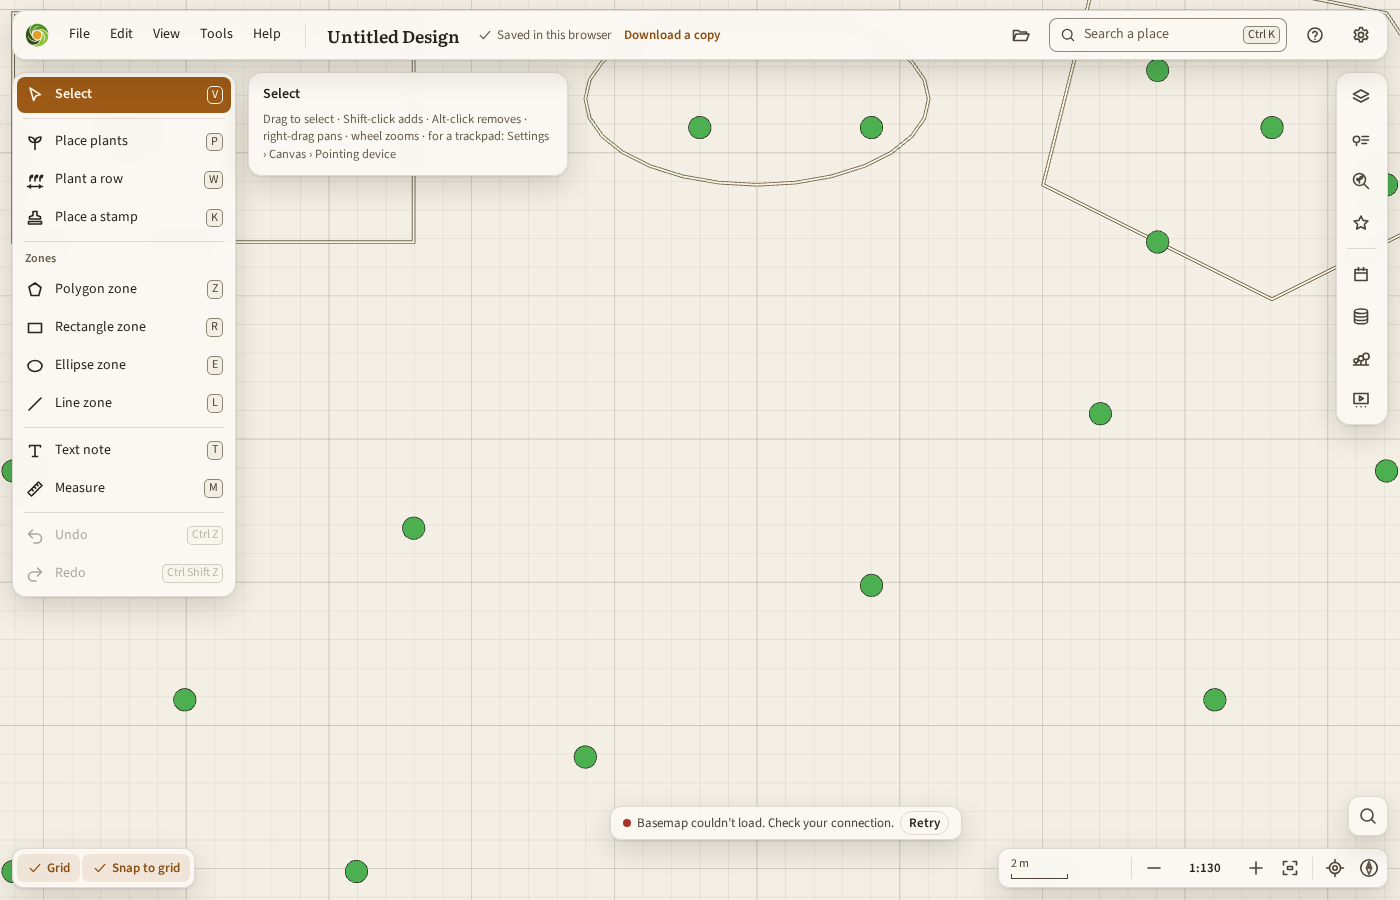 File Edit View Tools Help Untitled Design Saved in this browser Download a copy Search a place Ctrl K
Select V
Place plants P
Plant a row W
Place a stamp K
Zones
Polygon zone Z
Rectangle zone R
Ellipse zone E
Line zone L
Text note T
Measure M
Undo Ctrl Z
Redo Ctrl Shift Z
Select
Drag to select · Shift-click adds · Alt-click removes ·
right-drag pans · wheel zooms · for a trackpad: Settings
› Canvas › Pointing device
Basemap couldn’t load. Check your connection. Retry
Grid Snap to grid
2 m 1:130